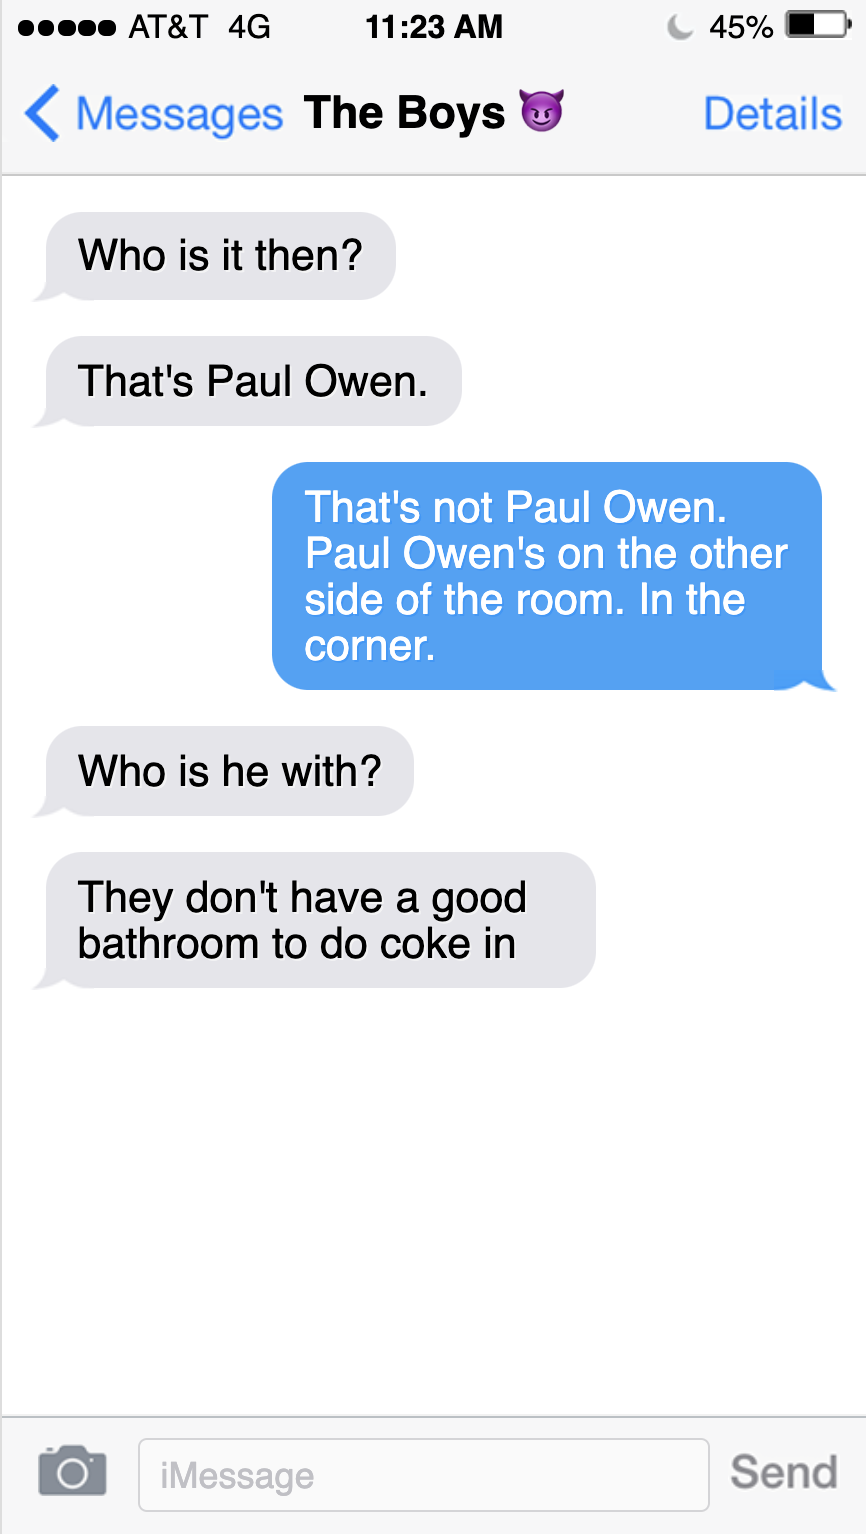 AT&T 4G 11:23 AM 45%
Messages The Boys 😈 Details
Who is it then?
That's Paul Owen.
That's not Paul Owen.
Paul Owen's on the other
side of the room. In the
corner.
Who is he with?
They don't have a good
bathroom to do coke in
iMessage Send